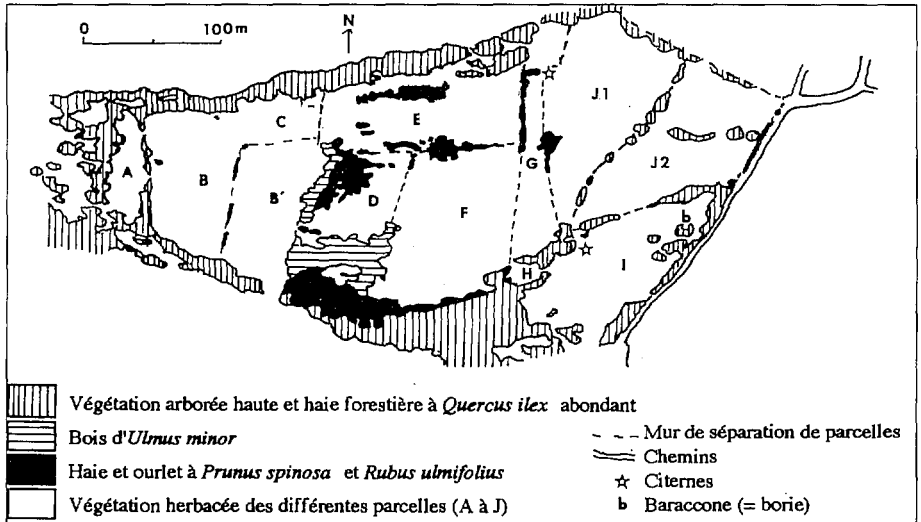 0 100m
N
A
B
B'
C
D
E
F
G
H
I
J1
J2
b
Végétation arborée haute et haie forestière à Quercus ilex abondant
Bois d'Ulmus minor
Haie et ourlet à Prunus spinosa et Rubus ulmifolius
Végétation herbacée des différentes parcelles (A à J)
Mur de séparation de parcelles
Chemins
Citernes
b Baraccone (= borie)